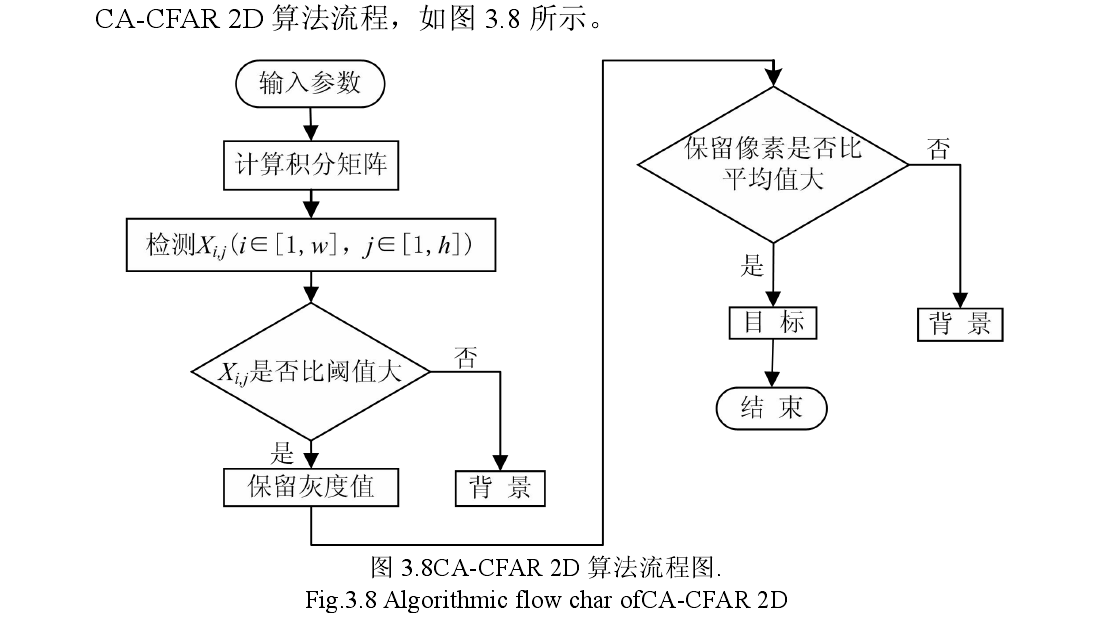 CA-CFAR 2D 算法流程，如图 3.8 所示。
输入参数
计算积分矩阵
检测Xi,j(i∈[1,w]，j∈[1,h])
Xi,j是否比阈值大
否
是
保留灰度值
背 景
保留像素是否比
平均值大
否
是
目 标
背 景
结 束
图 3.8CA-CFAR 2D 算法流程图.
Fig.3.8 Algorithmic flow char ofCA-CFAR 2D